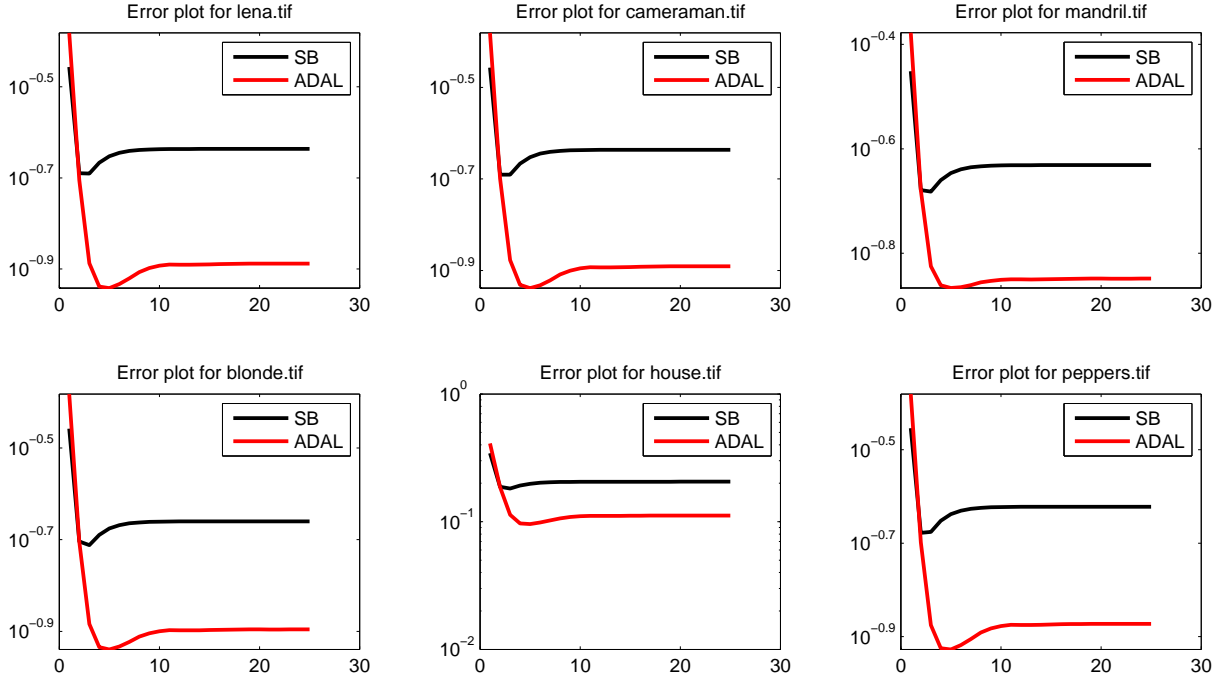 Error plot for lena.tif
SB
ADAL
10^−0.5
10^−0.7
10^−0.9
0 10 20 30
Error plot for cameraman.tif
SB
ADAL
10^−0.5
10^−0.7
10^−0.9
0 10 20 30
Error plot for mandril.tif
SB
ADAL
10^−0.4
10^−0.6
10^−0.8
0 10 20 30
Error plot for blonde.tif
SB
ADAL
10^−0.5
10^−0.7
10^−0.9
0 10 20 30
Error plot for house.tif
SB
ADAL
10^0
10^−1
10^−2
0 10 20 30
Error plot for peppers.tif
SB
ADAL
10^−0.5
10^−0.7
10^−0.9
0 10 20 30